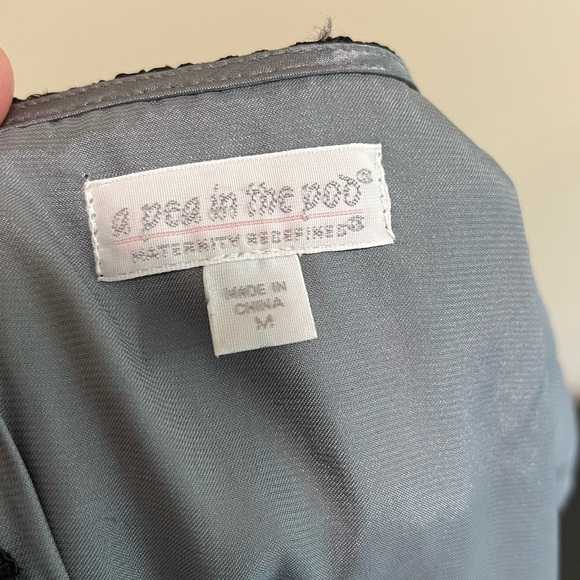 a pea in the pod®
MATERNITY REDEFINED®
MADE IN
CHINA
M